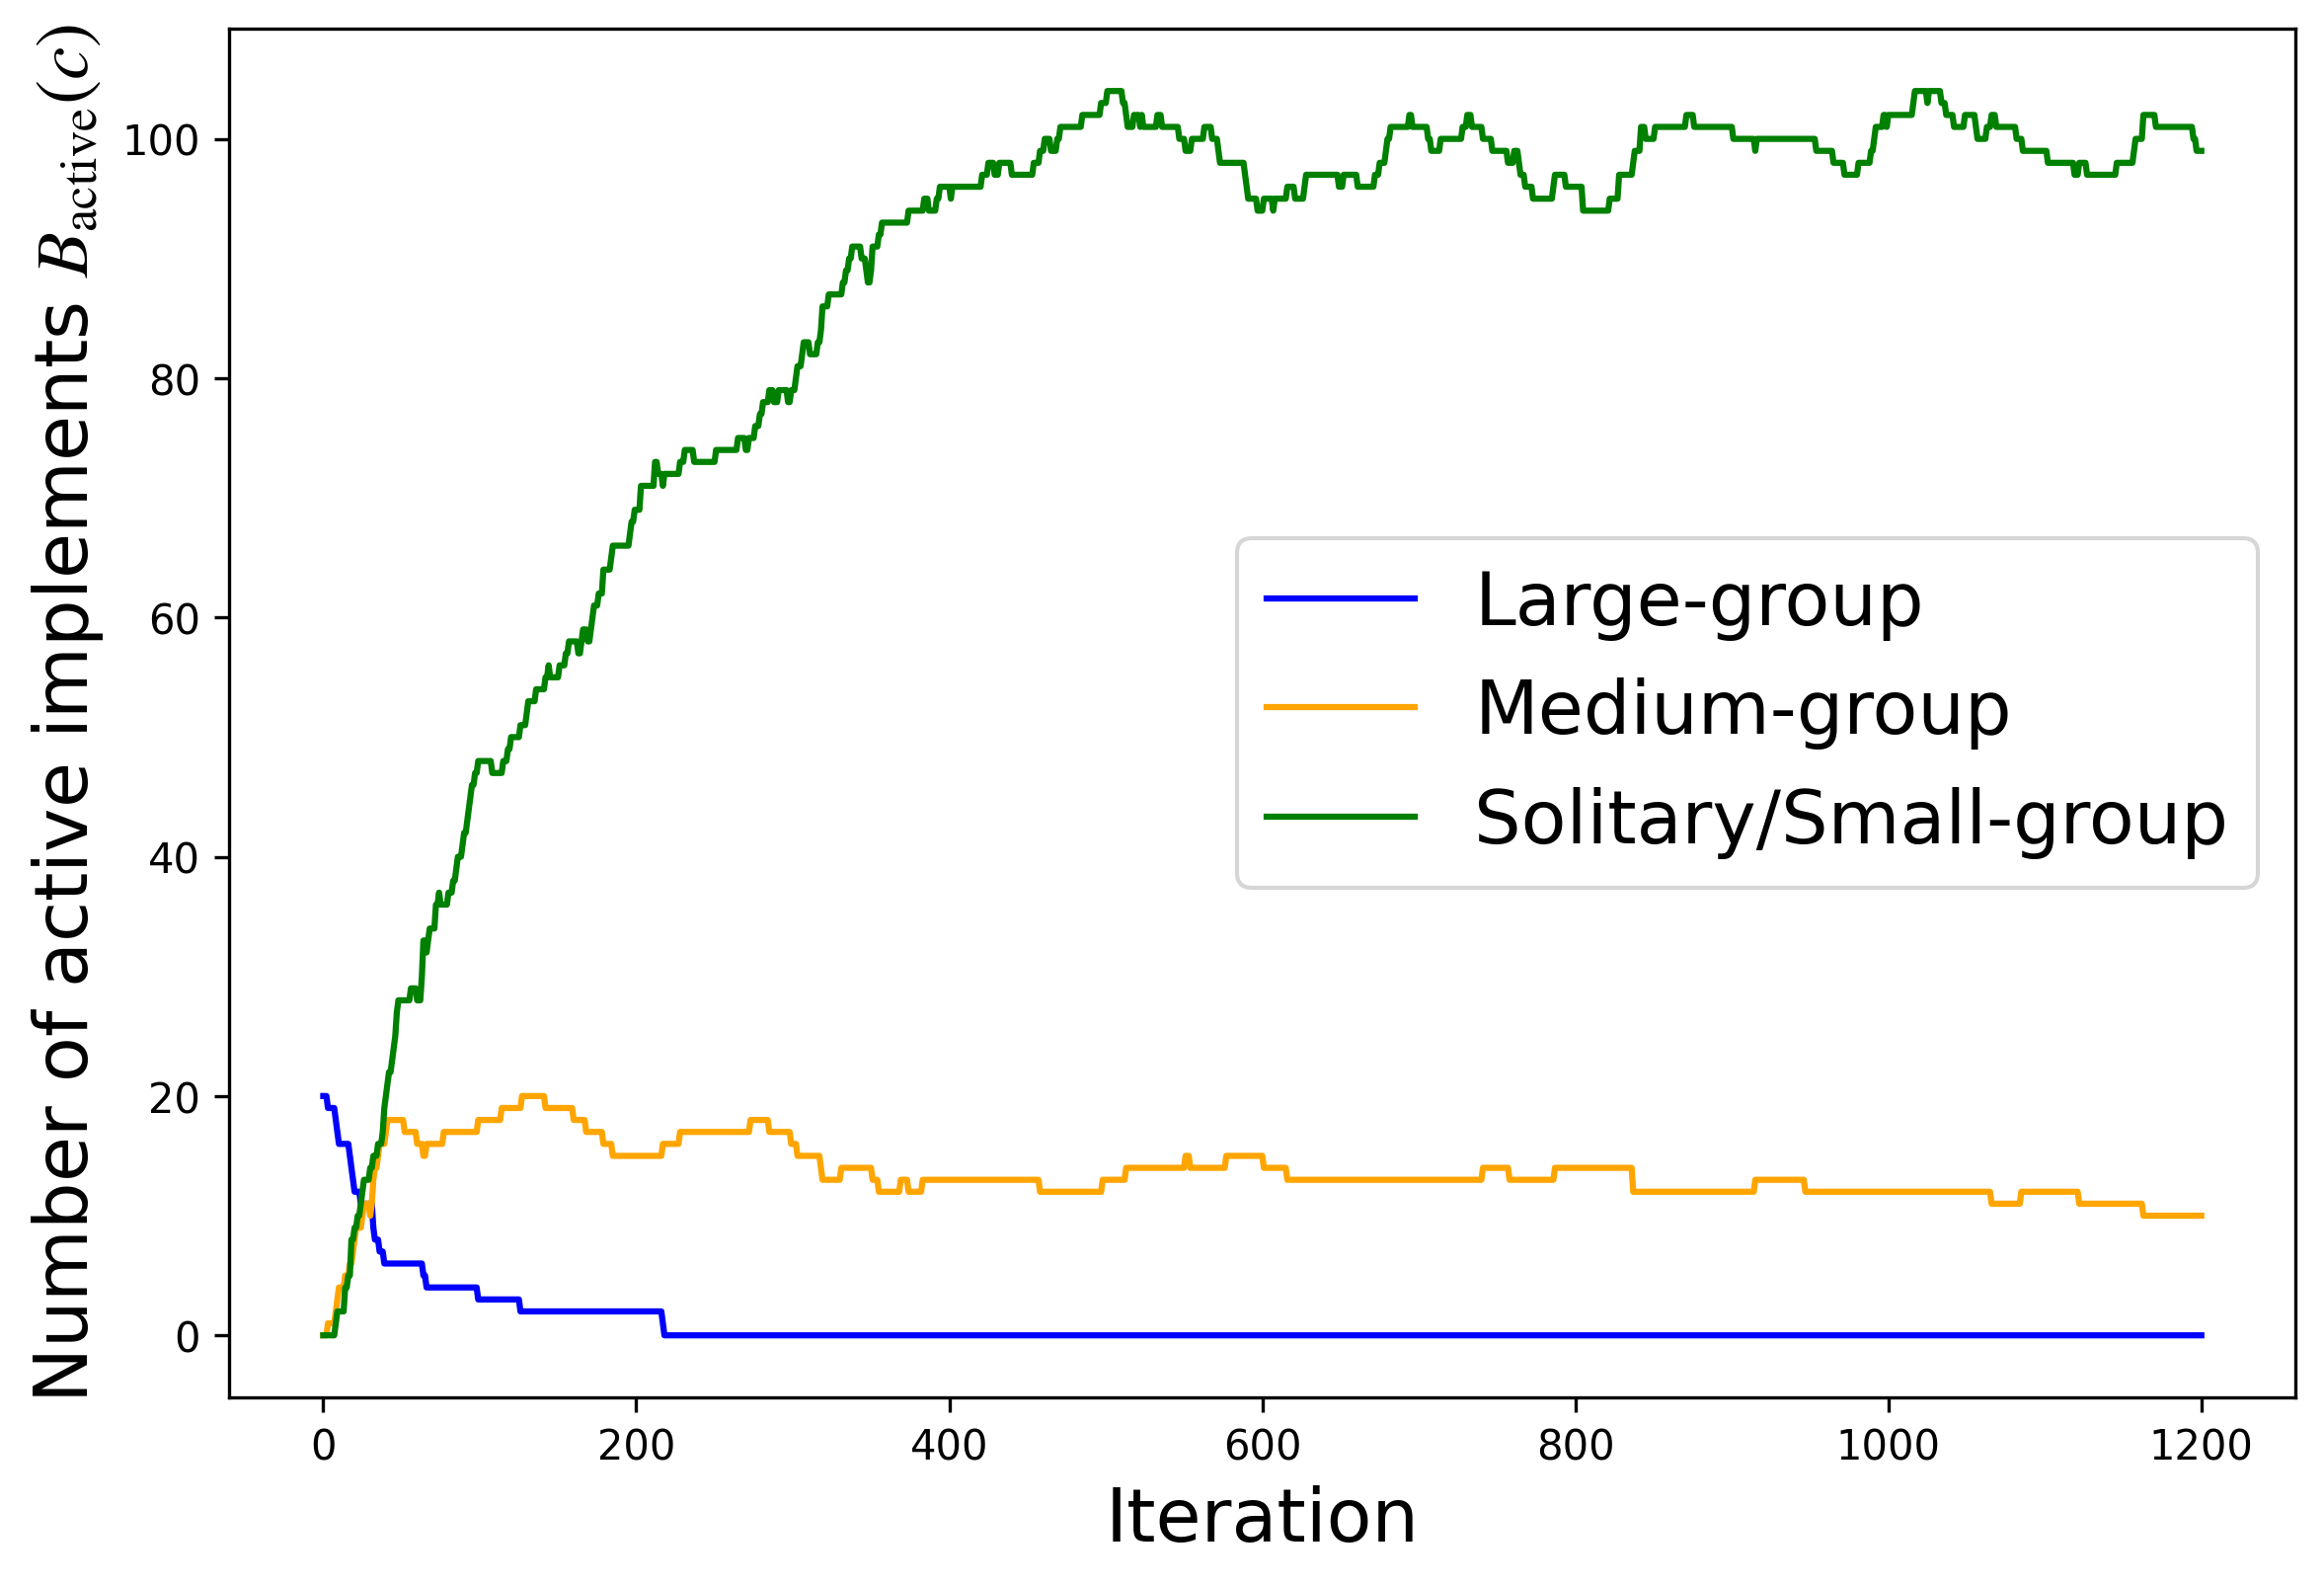 Number of active implements B_active(c)
100
80
60
40
20
0
Large-group
Medium-group
Solitary/Small-group
0 200 400 600 800 1000 1200
Iteration